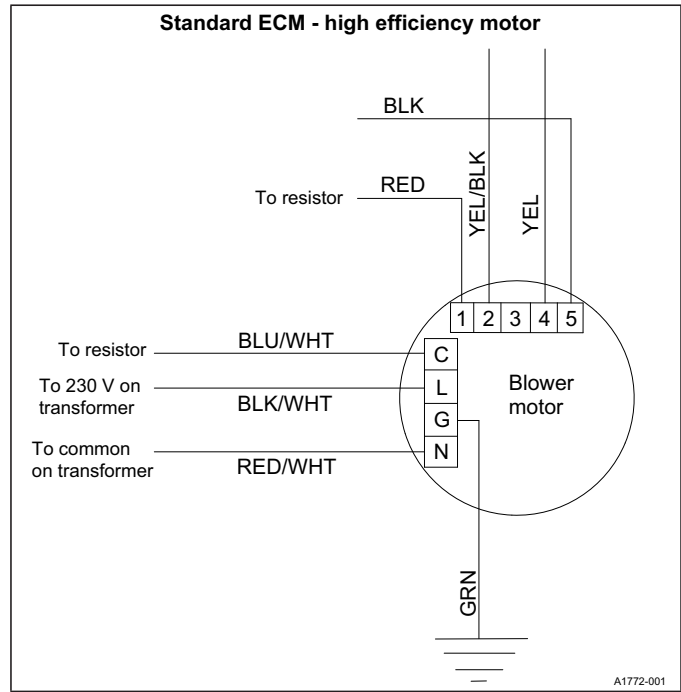 Standard ECM - high efficiency motor
BLK
RED
To resistor
YEL/BLK
YEL
1 2 3 4 5
To resistor
BLU/WHT
C
To 230 V on
transformer
BLK/WHT
L
Blower
motor
G
To common
on transformer
RED/WHT
N
GRN
A1772-001